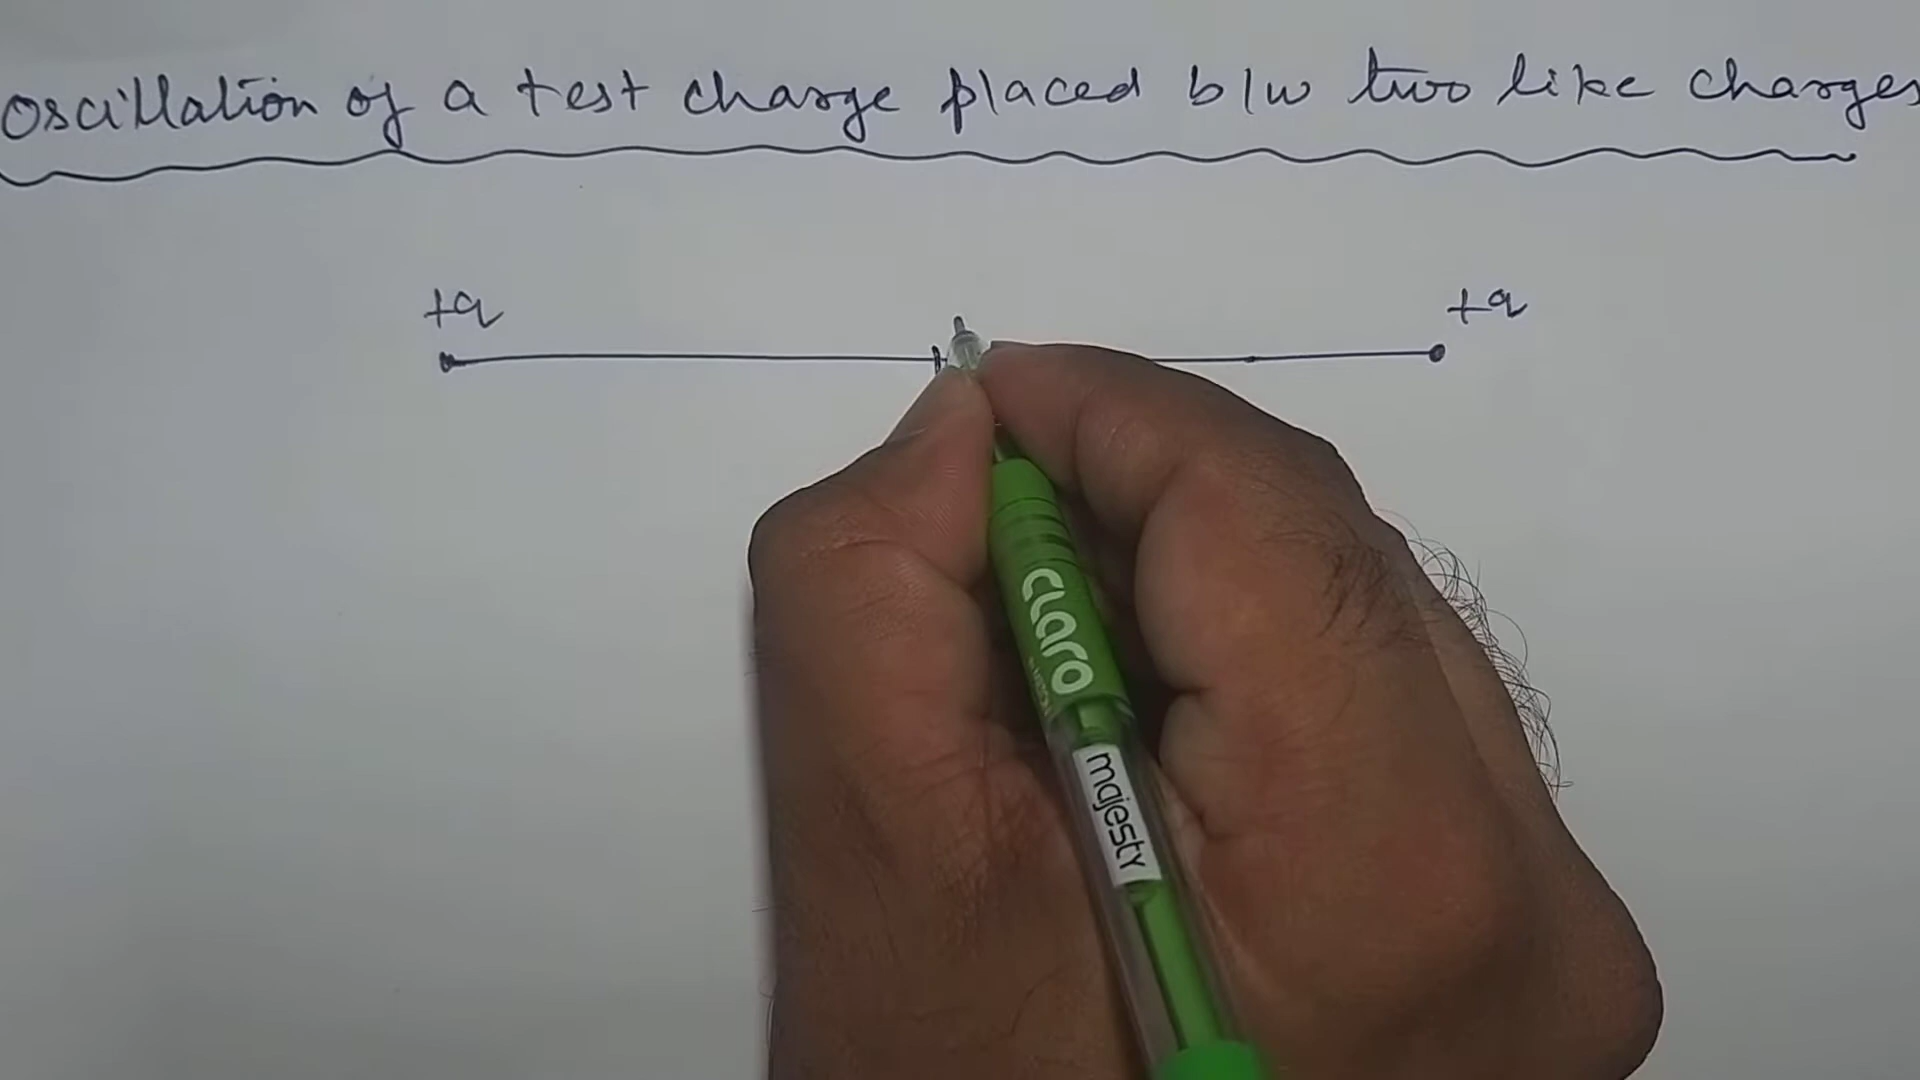 Oscillation of a test charge placed b/w two like charges
+q
+q
CLARO
majesty